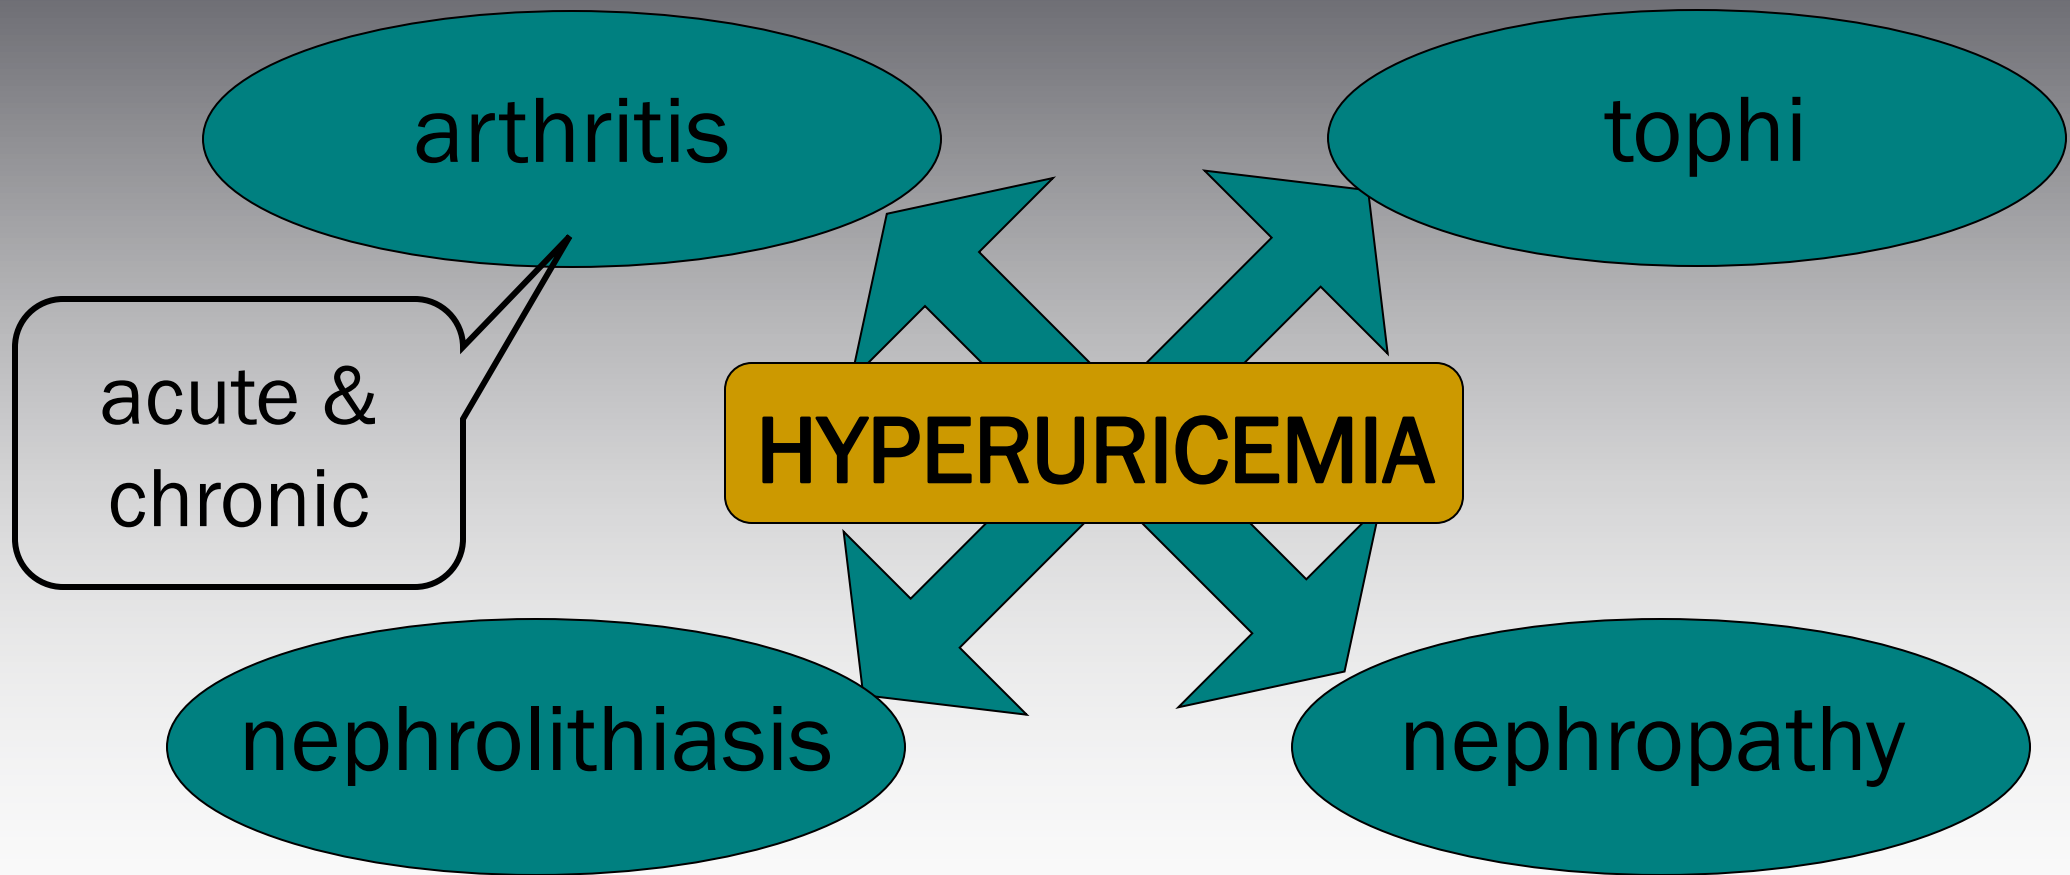 arthritis
tophi
acute &
chronic
HYPERURICEMIA
nephrolithiasis
nephropathy